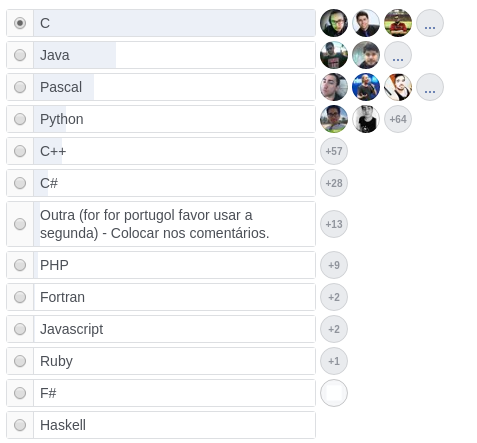 C
...
Java
...
Pascal
...
Python
+64
C++
+57
C#
+28
Outra (for for portugol favor usar a
segunda) - Colocar nos comentários.
+13
PHP
+9
Fortran
+2
Javascript
+2
Ruby
+1
F#
Haskell